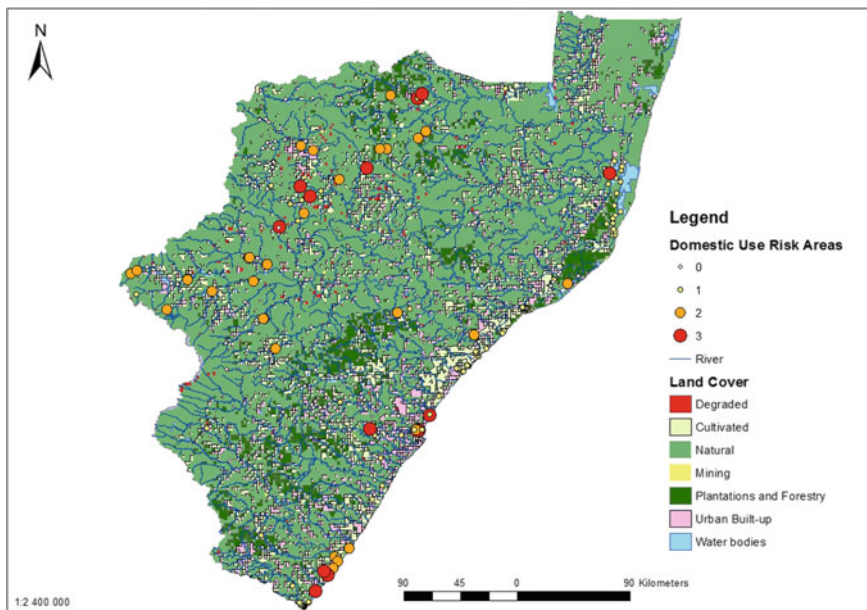 N
Legend
Domestic Use Risk Areas
0
1
2
3
River
Land Cover
Degraded
Cultivated
Natural
Mining
Plantations and Forestry
Urban Built-up
Water bodies
1:2 400 000
90 45 0 90 Kilometers